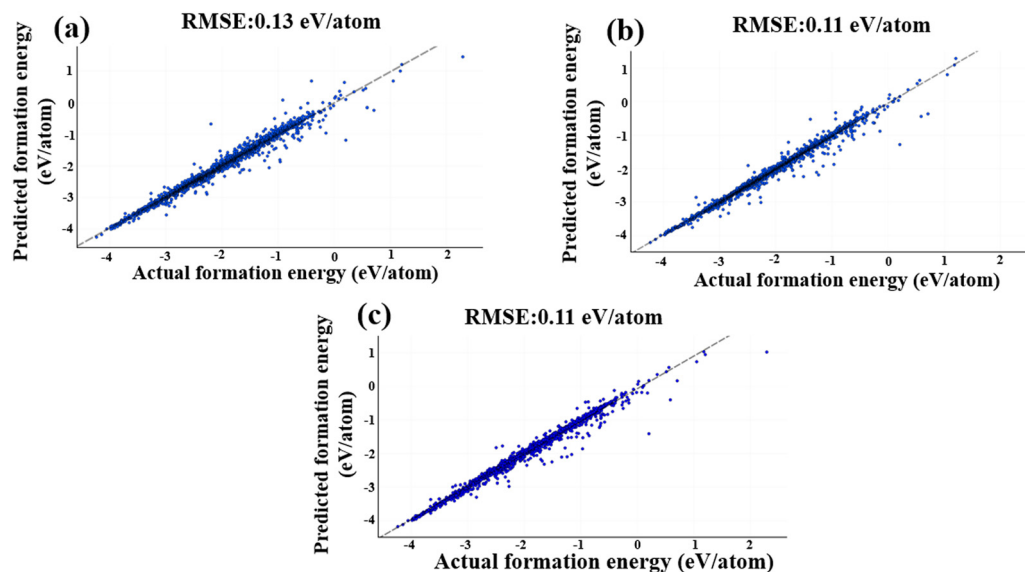 (a)
RMSE:0.13 eV/atom
Predicted formation energy
(eV/atom)
1
0
-1
-2
-3
-4
-4
-3
-2
-1
0
1
2
Actual formation energy (eV/atom)
(b)
RMSE:0.11 eV/atom
Predicted formation energy
(eV/atom)
1
0
-1
-2
-3
-4
-4
-3
-2
-1
0
1
2
Actual formation energy (eV/atom)
(c)
RMSE:0.11 eV/atom
Predicted formation energy
(eV/atom)
1
0
-1
-2
-3
-4
-4
-3
-2
-1
0
1
2
Actual formation energy (eV/atom)